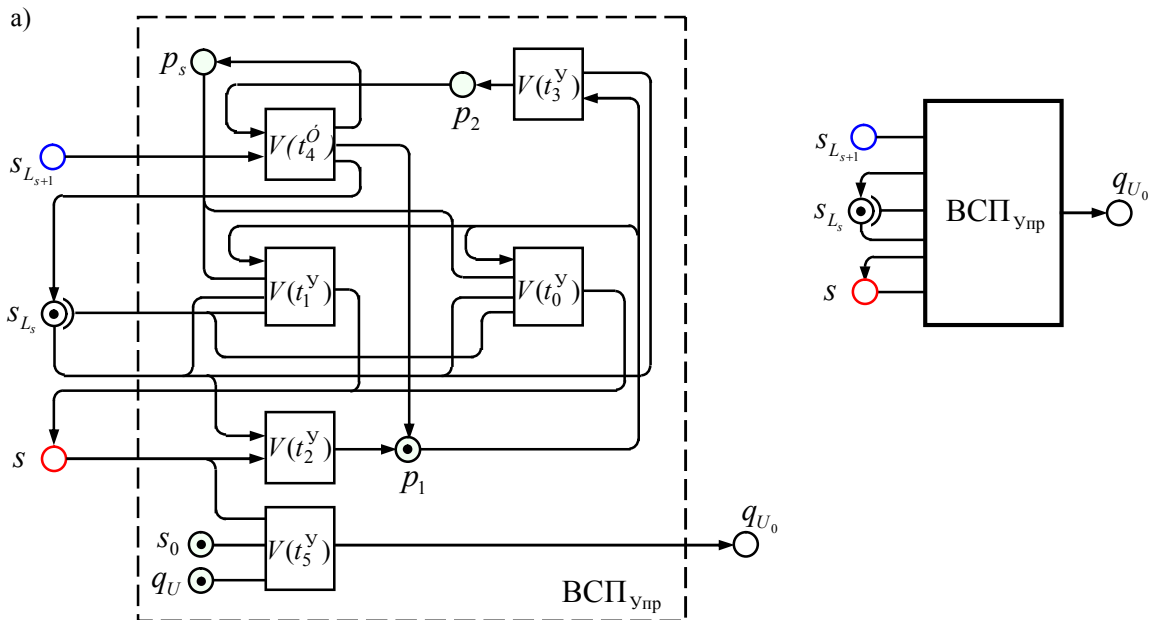 а)
p_s
V(t_3^У)
p_2
V(t_4^Ó)
s_{L_{s+1}}
s_{L_{s+1}}
q_{U_0}
s_{L_s}
ВСП_{Упр}
V(t_1^У)
V(t_0^У)
s
s_{L_s}
V(t_2^У)
s
p_1
q_{U_0}
s_0
V(t_5^У)
q_U
ВСП_{Упр}